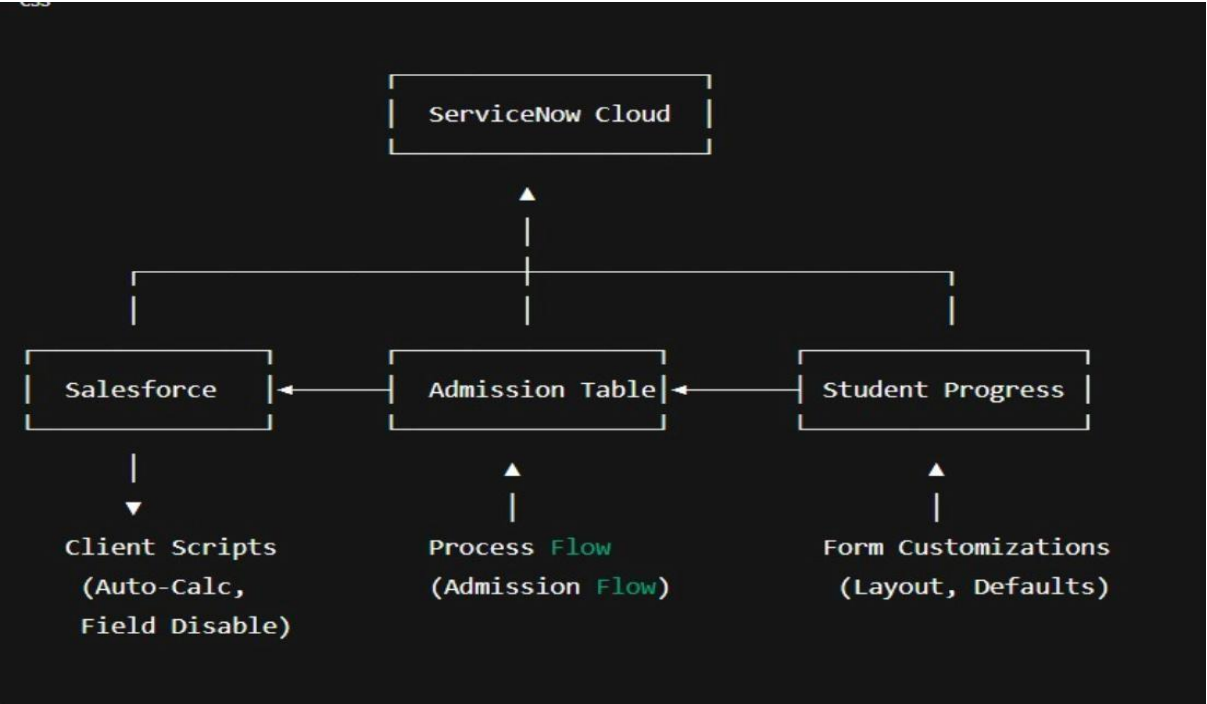 css
ServiceNow Cloud
Salesforce
Admission Table
Student Progress
Client Scripts
(Auto-Calc,
Field Disable)
Process Flow
(Admission Flow)
Form Customizations
(Layout, Defaults)